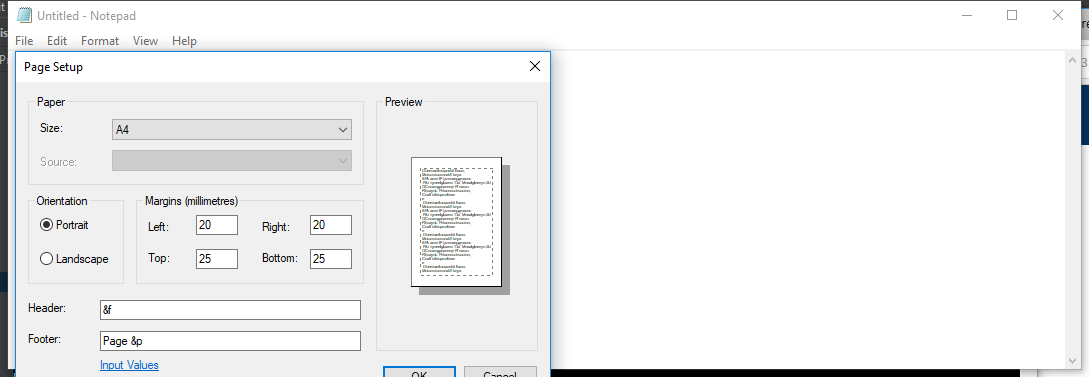 Untitled - Notepad
File Edit Format View Help
Page Setup
Paper
Size: A4
Source:
Orientation
Portrait
Landscape
Margins (millimetres)
Left: 20 Right: 20
Top: 25 Bottom: 25
Header: &f
Footer: Page &p
Input Values
Preview
OK Cancel